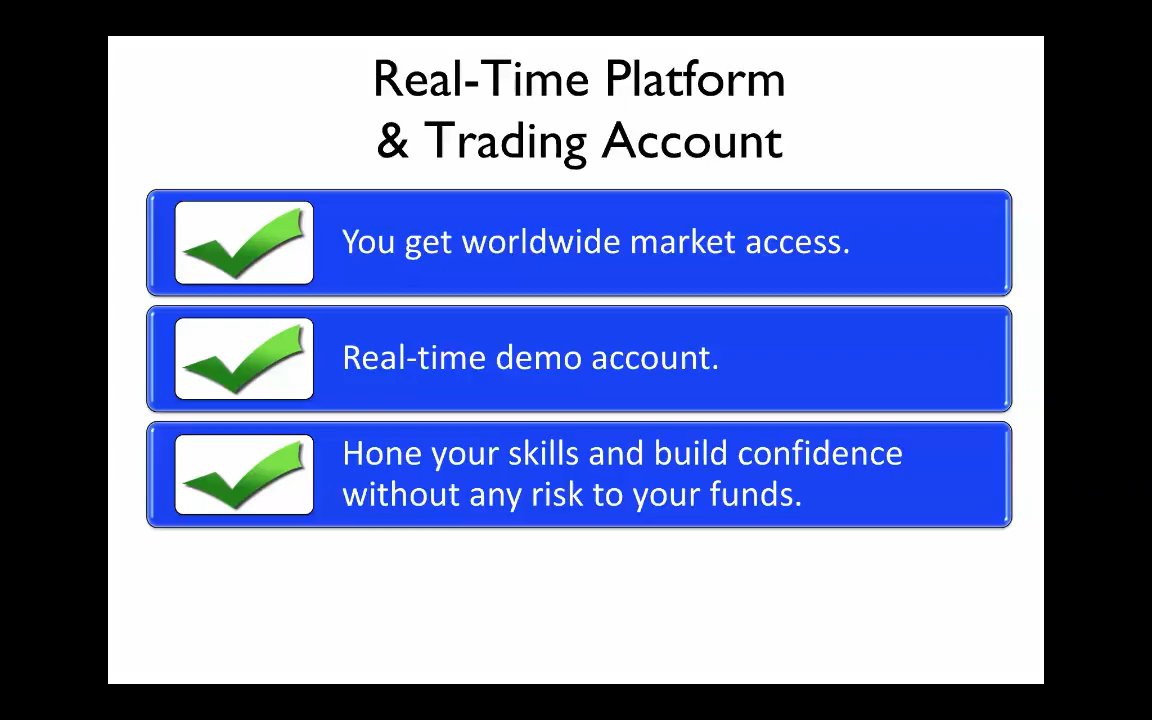 Real-Time Platform
& Trading Account
You get worldwide market access.
Real-time demo account.
Hone your skills and build confidence
without any risk to your funds.